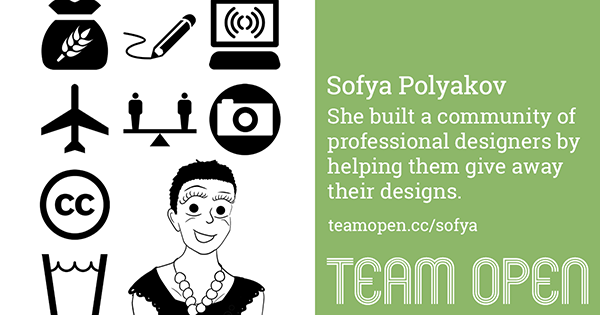 CC
Sofya Polyakov
She built a community of
professional designers by
helping them give away
their designs.
teamopen.cc/sofya
TEAM OPEN